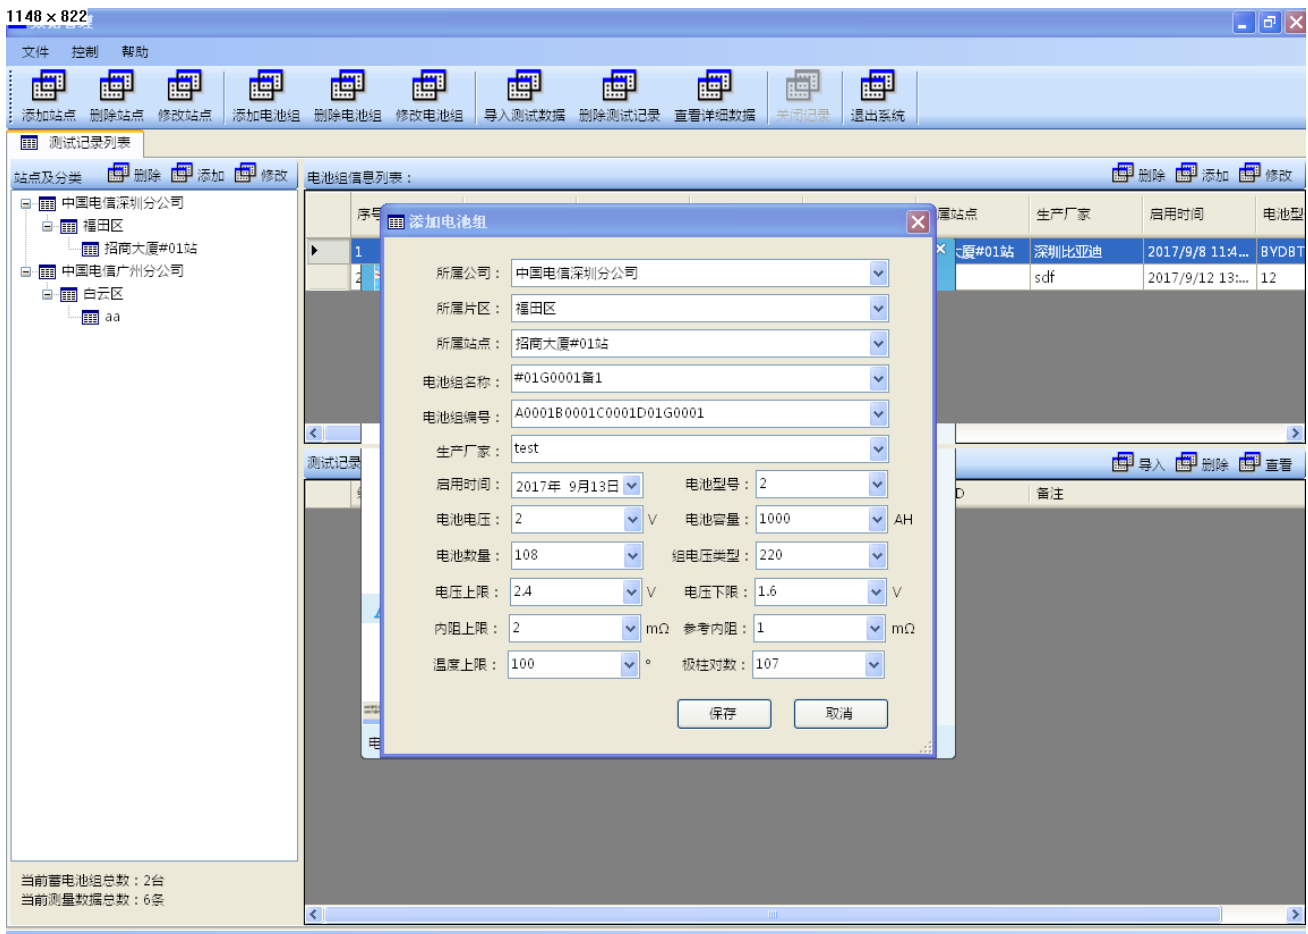 1148 × 822
文件 控制 帮助
添加站点 删除站点 修改站点 添加电池组 删除电池组 修改电池组 导入测试数据 删除测试记录 查看详细数据 关闭记录 退出系统
测试记录列表
站点及分类 删除 添加 修改
电池组信息列表： 删除 添加 修改
中国电信深圳分公司
福田区
招商大厦#01站
中国电信广州分公司
白云区
aa
序号 属站点 生产厂家 启用时间 电池型
1 大厦#01站 深圳比亚迪 2017/9/8 11:4... BYDBT
2 sdf 2017/9/12 13:... 12
添加电池组
所属公司： 中国电信深圳分公司
所属片区： 福田区
所属站点： 招商大厦#01站
电池组名称： #01G0001备1
电池组编号： A0001B0001C0001D01G0001
生产厂家： test
启用时间： 2017年 9月13日 电池型号： 2
电池电压： 2 V 电池容量： 1000 AH
电池数量： 108 组电压类型： 220
电压上限： 2.4 V 电压下限： 1.6 V
内阻上限： 2 mΩ 参考内阻： 1 mΩ
温度上限： 100 ° 极柱对数： 107
保存 取消
测试记录 导入 删除 查看
D 备注
电
当前蓄电池组总数：2台
当前测量数据总数：6条